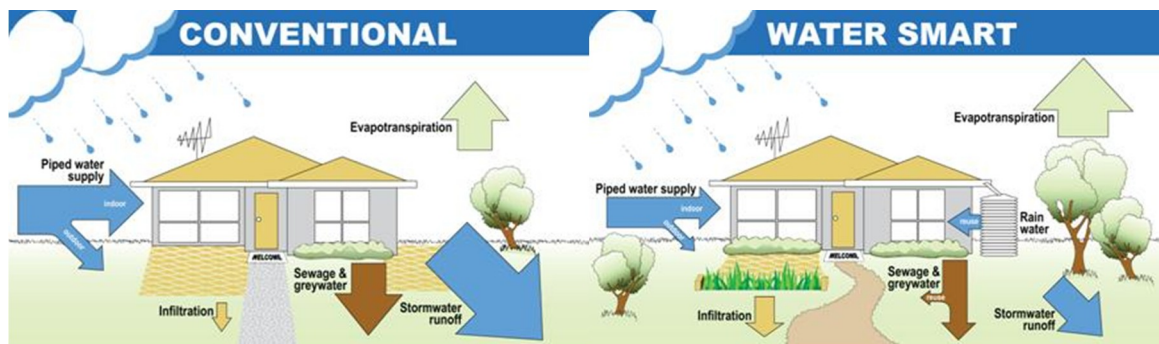 CONVENTIONAL
Evapotranspiration
Piped water
supply
indoor
outdoor
WELCOME
Sewage &
greywater
Infiltration
Stormwater
runoff
WATER SMART
Evapotranspiration
Piped water supply
indoor
outdoor
reuse
Rain
water
WELCOME
Sewage &
greywater
reuse
Infiltration
Stormwater
runoff